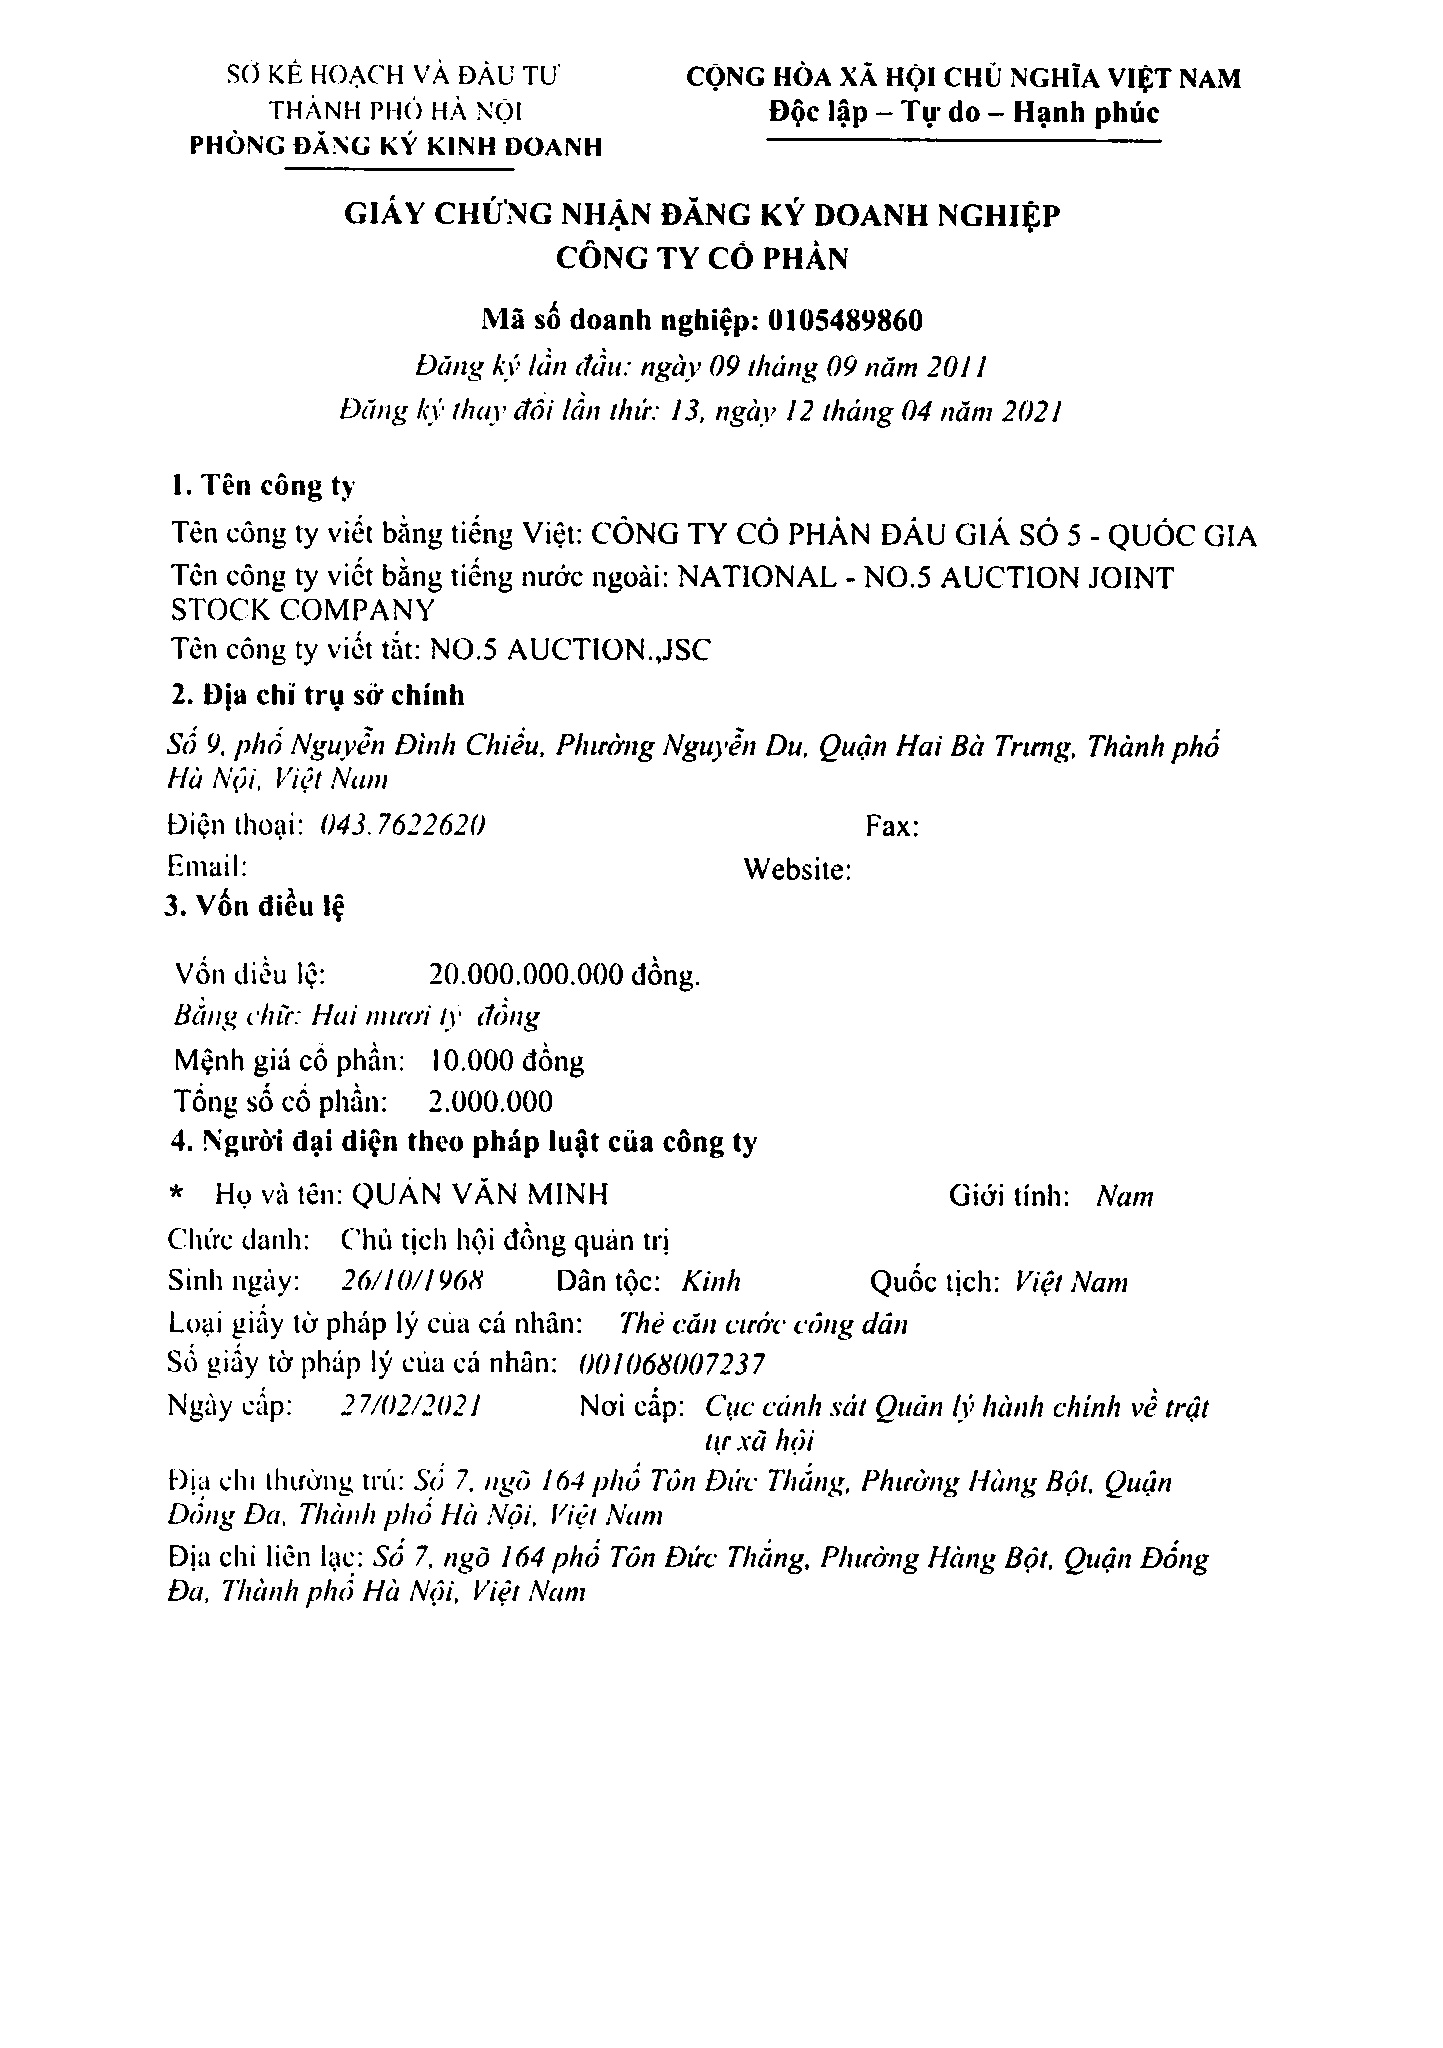 SỞ KẾ HOẠCH VÀ ĐẦU TƯ
THÀNH PHỐ HÀ NỘI
PHÒNG ĐĂNG KÝ KINH DOANH
CỘNG HÒA XÃ HỘI CHỦ NGHĨA VIỆT NAM
Độc lập – Tự do – Hạnh phúc
GIẤY CHỨNG NHẬN ĐĂNG KÝ DOANH NGHIỆP
CÔNG TY CỔ PHẦN
Mã số doanh nghiệp: 0105489860
Đăng ký lần đầu: ngày 09 tháng 09 năm 2011
Đăng ký thay đổi lần thứ: 13, ngày 12 tháng 04 năm 2021
1. Tên công ty
Tên công ty viết bằng tiếng Việt: CÔNG TY CỔ PHẦN ĐẤU GIÁ SỐ 5 - QUỐC GIA
Tên công ty viết bằng tiếng nước ngoài: NATIONAL - NO.5 AUCTION JOINT
STOCK COMPANY
Tên công ty viết tắt: NO.5 AUCTION.,JSC
2. Địa chỉ trụ sở chính
Số 9, phố Nguyễn Đình Chiểu, Phường Nguyễn Du, Quận Hai Bà Trưng, Thành phố
Hà Nội, Việt Nam
Điện thoại: 043.7622620 Fax:
Email: Website:
3. Vốn điều lệ
Vốn điều lệ: 20.000.000.000 đồng.
Bằng chữ: Hai mươi tỷ đồng
Mệnh giá cổ phần: 10.000 đồng
Tổng số cổ phần: 2.000.000
4. Người đại diện theo pháp luật của công ty
* Họ và tên: QUẢN VĂN MINH Giới tính: Nam
Chức danh: Chủ tịch hội đồng quản trị
Sinh ngày: 26/10/1968 Dân tộc: Kinh Quốc tịch: Việt Nam
Loại giấy tờ pháp lý của cá nhân: Thẻ căn cước công dân
Số giấy tờ pháp lý của cá nhân: 001068007237
Ngày cấp: 27/02/2021 Nơi cấp: Cục cảnh sát Quản lý hành chính về trật
tự xã hội
Địa chỉ thường trú: Số 7, ngõ 164 phố Tôn Đức Thắng, Phường Hàng Bột, Quận
Đống Đa, Thành phố Hà Nội, Việt Nam
Địa chỉ liên lạc: Số 7, ngõ 164 phố Tôn Đức Thắng, Phường Hàng Bột, Quận Đống
Đa, Thành phố Hà Nội, Việt Nam